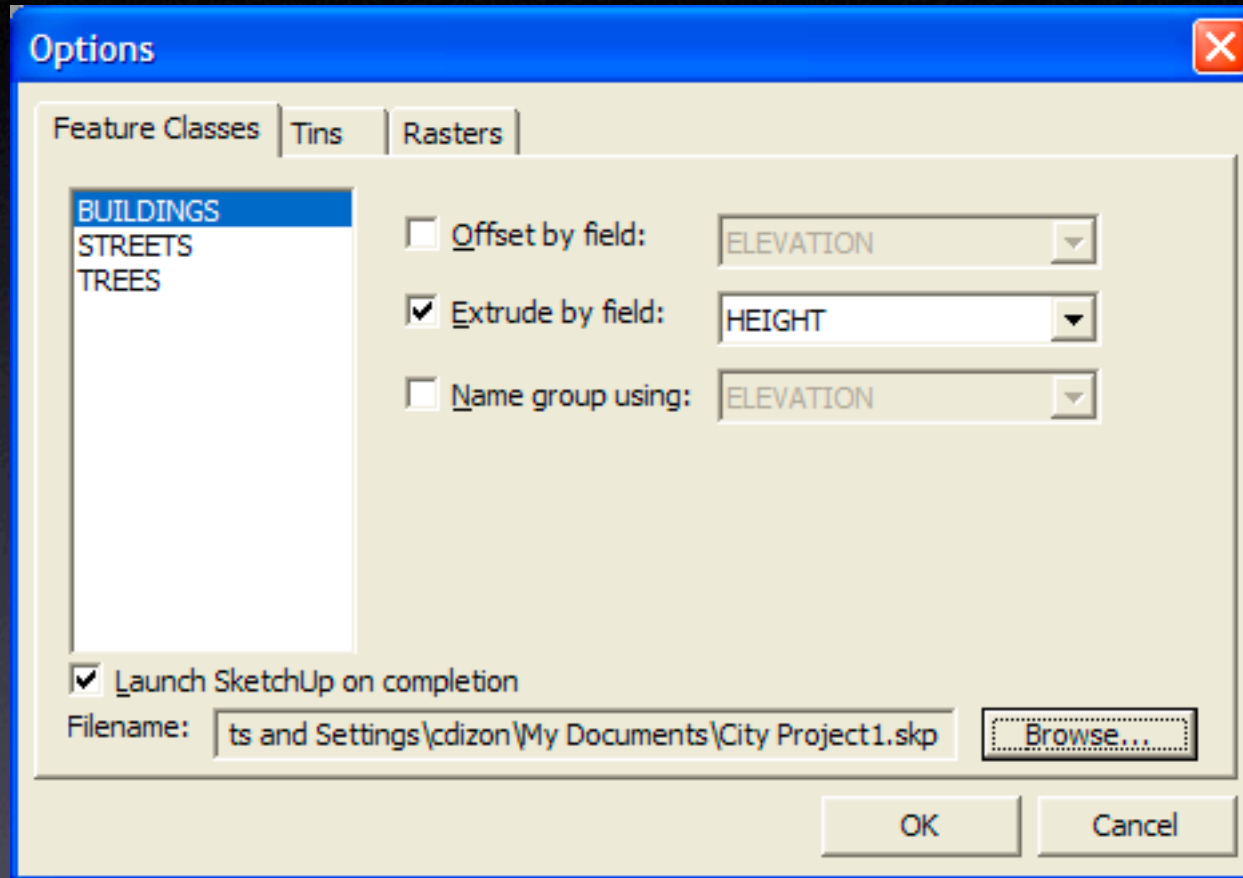 Options
Feature Classes Tins Rasters
BUILDINGS
STREETS
TREES
Offset by field: ELEVATION
Extrude by field: HEIGHT
Name group using: ELEVATION
Launch SketchUp on completion
Filename: ts and Settings\cdizon\My Documents\City Project1.skp Browse...
OK Cancel